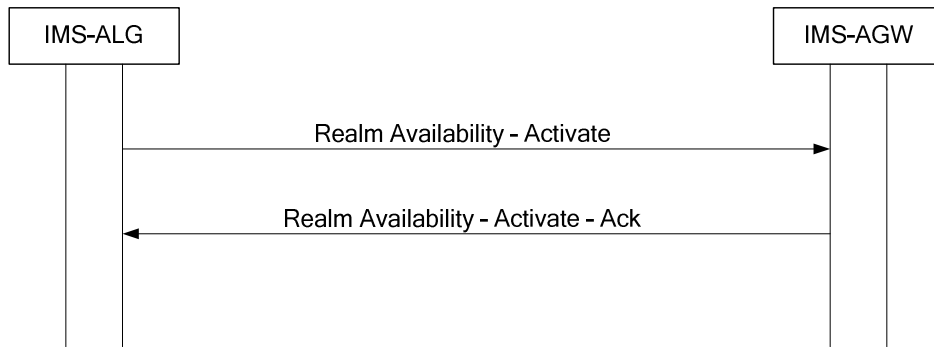 IMS-ALG
IMS-AGW
Realm Availability - Activate
Realm Availability - Activate - Ack